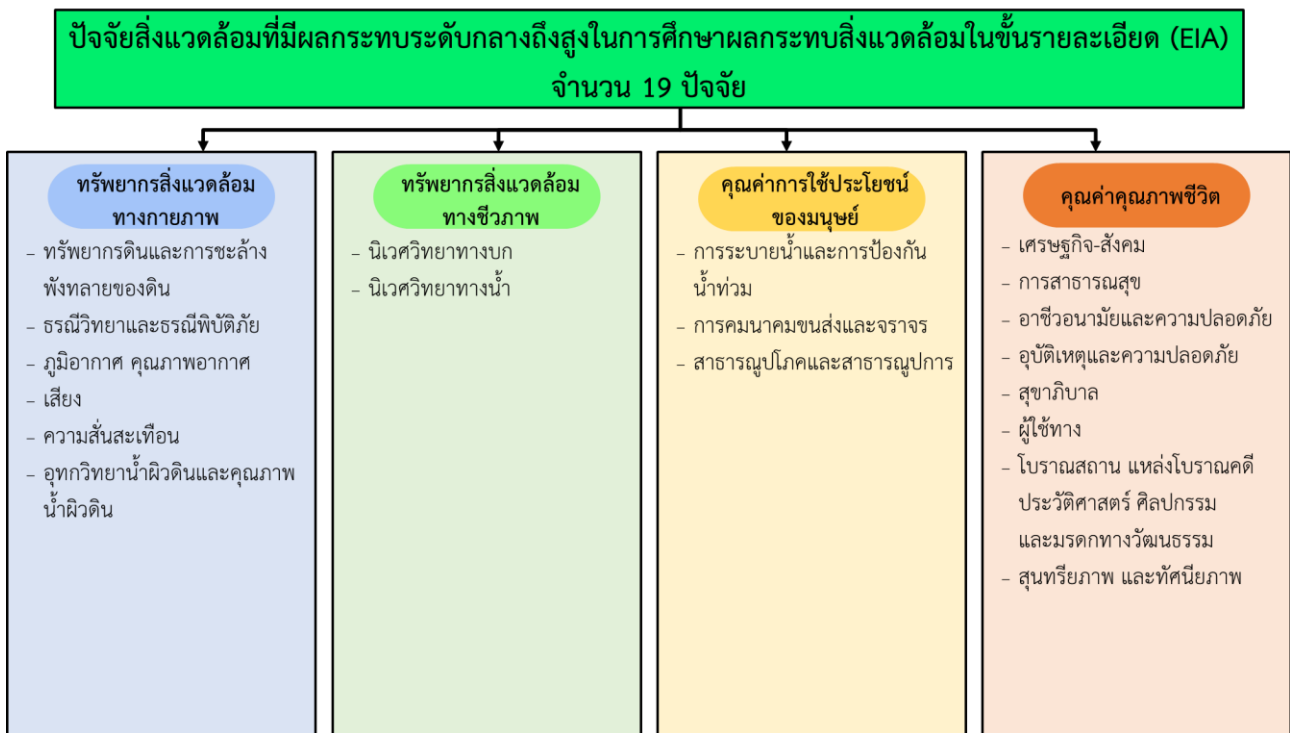 ปัจจัยสิ่งแวดล้อมที่มีผลกระทบระดับกลางถึงสูงในการศึกษาผลกระทบสิ่งแวดล้อมในขั้นรายละเอียด (EIA)
จำนวน 19 ปัจจัย
ทรัพยากรสิ่งแวดล้อม
ทางกายภาพ
– ทรัพยากรดินและการชะล้าง
พังทลายของดิน
– ธรณีวิทยาและธรณีพิบัติภัย
– ภูมิอากาศ คุณภาพอากาศ
– เสียง
– ความสั่นสะเทือน
– อุทกวิทยาน้ำผิวดินและคุณภาพ
น้ำผิวดิน
ทรัพยากรสิ่งแวดล้อม
ทางชีวภาพ
– นิเวศวิทยาทางบก
– นิเวศวิทยาทางน้ำ
คุณค่าการใช้ประโยชน์
ของมนุษย์
– การระบายน้ำและการป้องกัน
น้ำท่วม
– การคมนาคมขนส่งและจราจร
– สาธารณูปโภคและสาธารณูปการ
คุณค่าคุณภาพชีวิต
– เศรษฐกิจ-สังคม
– การสาธารณสุข
– อาชีวอนามัยและความปลอดภัย
– อุบัติเหตุและความปลอดภัย
– สุขาภิบาล
– ผู้ใช้ทาง
– โบราณสถาน แหล่งโบราณคดี
ประวัติศาสตร์ ศิลปกรรม
และมรดกทางวัฒนธรรม
– สุนทรียภาพ และทัศนียภาพ